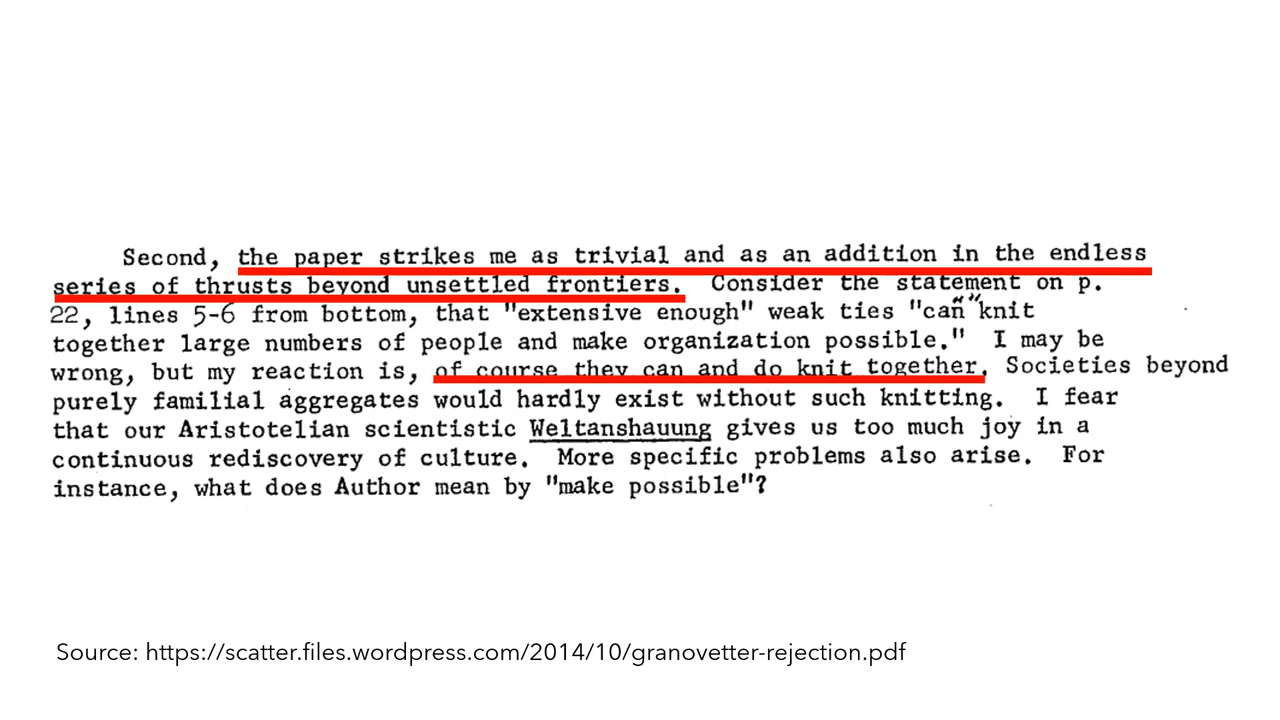 Second, the paper strikes me as trivial and as an addition in the endless
series of thrusts beyond unsettled frontiers. Consider the statement on p.
22, lines 5-6 from bottom, that "extensive enough" weak ties "can" "knit
together large numbers of people and make organization possible." I may be
wrong, but my reaction is, of course they can and do knit together. Societies beyond
purely familial aggregates would hardly exist without such knitting. I fear
that our Aristotelian scientistic Weltanshauung gives us too much joy in a
continuous rediscovery of culture. More specific problems also arise. For
instance, what does Author mean by "make possible"?
Source: https://scatter.files.wordpress.com/2014/10/granovetter-rejection.pdf